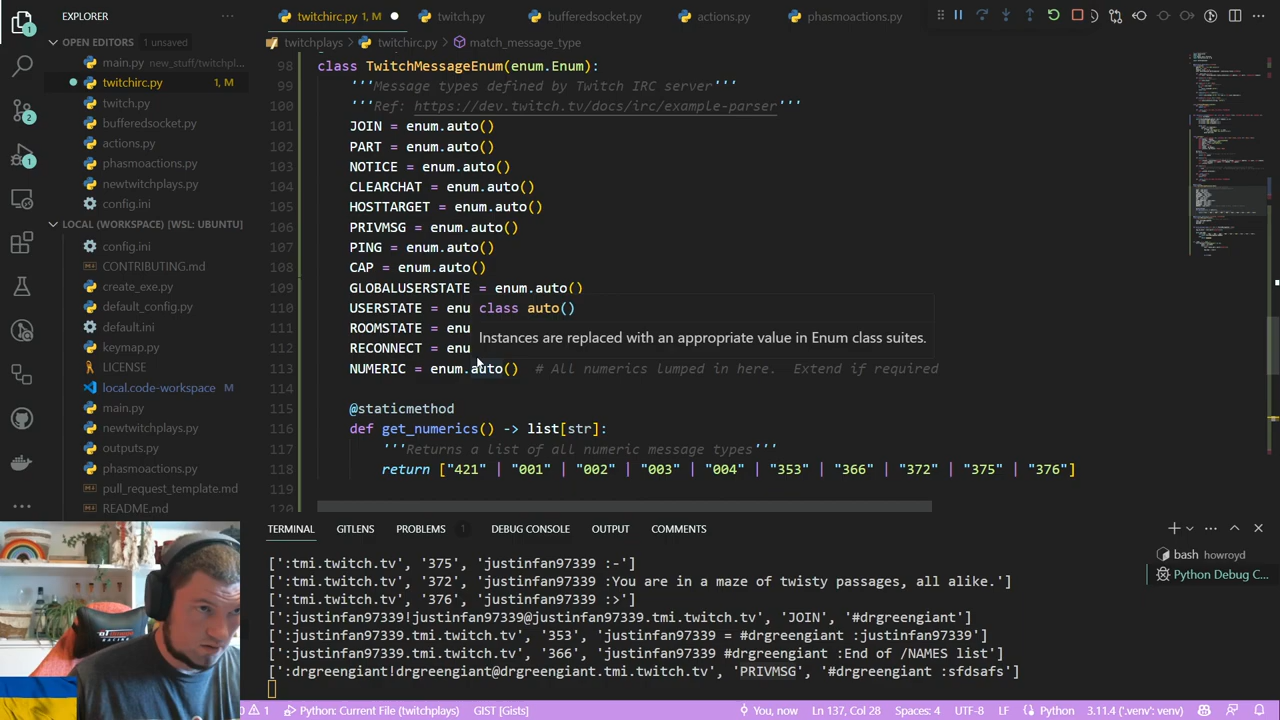 EXPLORER
twitchirc.py 1, M
twitch.py
bufferedsocket.py
actions.py
phasmoactions.py
OPEN EDITORS 1 unsaved
twitchplays > twitchirc.py > match_message_type
main.py new_stuff/twitchpl...
twitchirc.py 1, M
twitch.py
bufferedsocket.py
actions.py
phasmoactions.py
newtwitchplays.py
config.ini
LOCAL (WORKSPACE) [WSL: UBUNTU]
config.ini
CONTRIBUTING.md
create_exe.py
default_config.py
default.ini
keymap.py
LICENSE
local.code-workspace M
main.py
newtwitchplays.py
outputs.py
phasmoactions.py
pull_request_template.md
README.md
98 class TwitchMessageEnum(enum.Enum):
99 '''Message types defined by Twitch IRC server'''
100 '''Ref: https://dev.twitch.tv/docs/irc/example-parser'''
101 JOIN = enum.auto()
102 PART = enum.auto()
103 NOTICE = enum.auto()
104 CLEARCHAT = enum.auto()
105 HOSTTARGET = enum.auto()
106 PRIVMSG = enum.auto()
107 PING = enum.auto()
108 CAP = enum.auto()
109 GLOBALUSERSTATE = enum.auto()
110 USERSTATE = enu
class auto()
111 ROOMSTATE = enu
Instances are replaced with an appropriate value in Enum class suites.
112 RECONNECT = enu
113 NUMERIC = enum.auto() # All numerics lumped in here. Extend if required
114
115 @staticmethod
116 def get_numerics() -> list[str]:
117 '''Returns a list of all numeric message types'''
118 return ["421" | "001" | "002" | "003" | "004" | "353" | "366" | "372" | "375" | "376"]
119
120
TERMINAL GITLENS PROBLEMS 1 DEBUG CONSOLE OUTPUT COMMENTS
bash howroyd
Python Debug C...
[':tmi.twitch.tv', '375', 'justinfan97339 :-']
[':tmi.twitch.tv', '372', 'justinfan97339 :You are in a maze of twisty passages, all alike.']
[':tmi.twitch.tv', '376', 'justinfan97339 :>']
[':justinfan97339!justinfan97339@justinfan97339.tmi.twitch.tv', 'JOIN', '#drgreengiant']
[':justinfan97339.tmi.twitch.tv', '353', 'justinfan97339 = #drgreengiant :justinfan97339']
[':justinfan97339.tmi.twitch.tv', '366', 'justinfan97339 #drgreengiant :End of /NAMES list']
[':drgreengiant!drgreengiant@drgreengiant.tmi.twitch.tv', 'PRIVMSG', '#drgreengiant :sfdsafs']
0 1 Python: Current File (twitchplays) GIST [Gists] You, now Ln 137, Col 28 Spaces: 4 UTF-8 LF Python 3.11.4 ('.venv': venv)